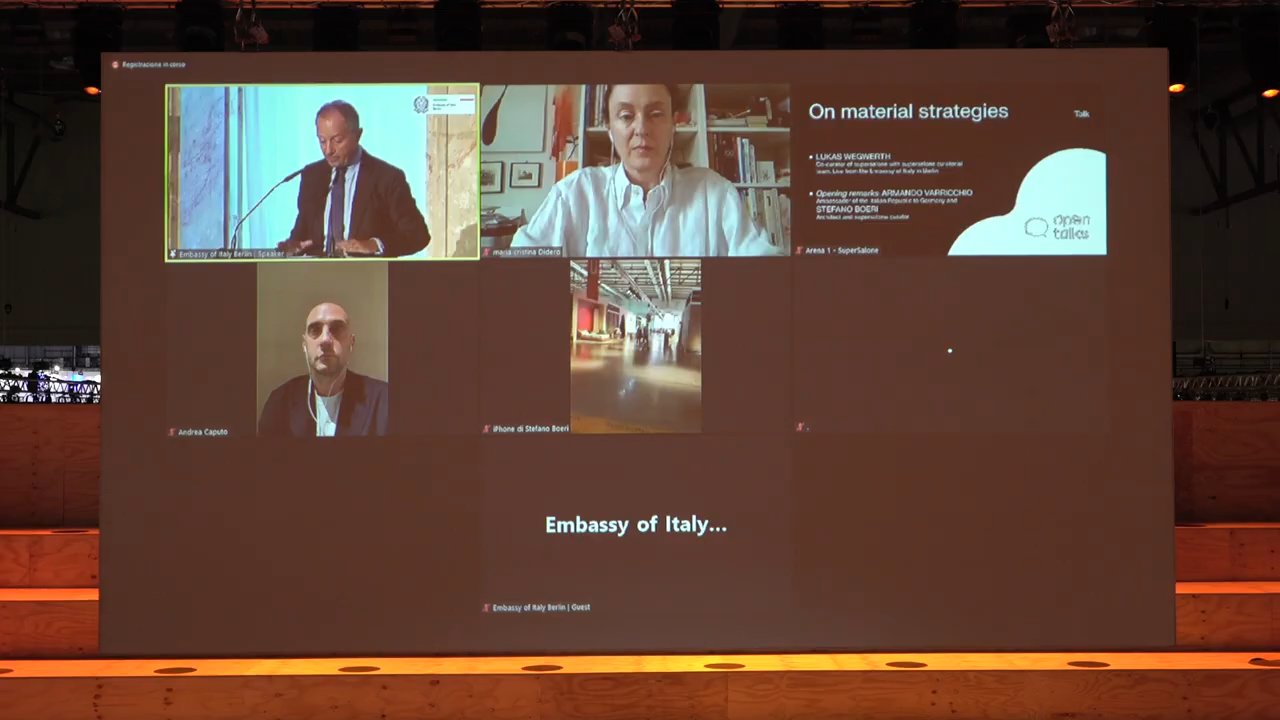 Registrazione in corso
Embassy of Italy Berlin | Speaker
maria cristina Didero
On material strategies
Talk
LUKAS WEGWERTH
Co-curator of supersalone with supersalone curatorial
team. Live from the Embassy of Italy in Berlin
Opening remarks ARMANDO VARRICCHIO
Ambassador of the Italian Republic to Germany and
STEFANO BOERI
Architect and supersalone curator
open
talks
Arena 1 - SuperSalone
Andrea Caputo
iPhone di Stefano Boeri
.
Embassy of Italy...
Embassy of Italy Berlin | Guest